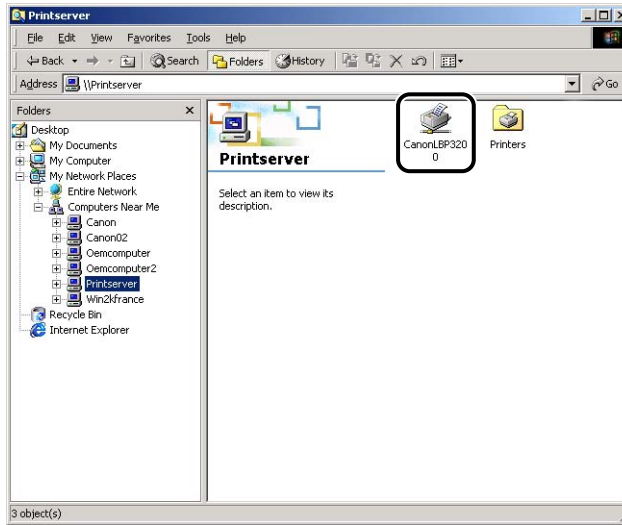 Printserver
File Edit View Favorites Tools Help
Back Search Folders History
Address \\Printserver Go
Folders
Desktop
My Documents
My Computer
My Network Places
Entire Network
Computers Near Me
Canon
Canon02
Oemcomputer
Oemcomputer2
Printserver
Win2kfrance
Recycle Bin
Internet Explorer
Printserver
Select an item to view its
description.
CanonLBP320
0
Printers
3 object(s)